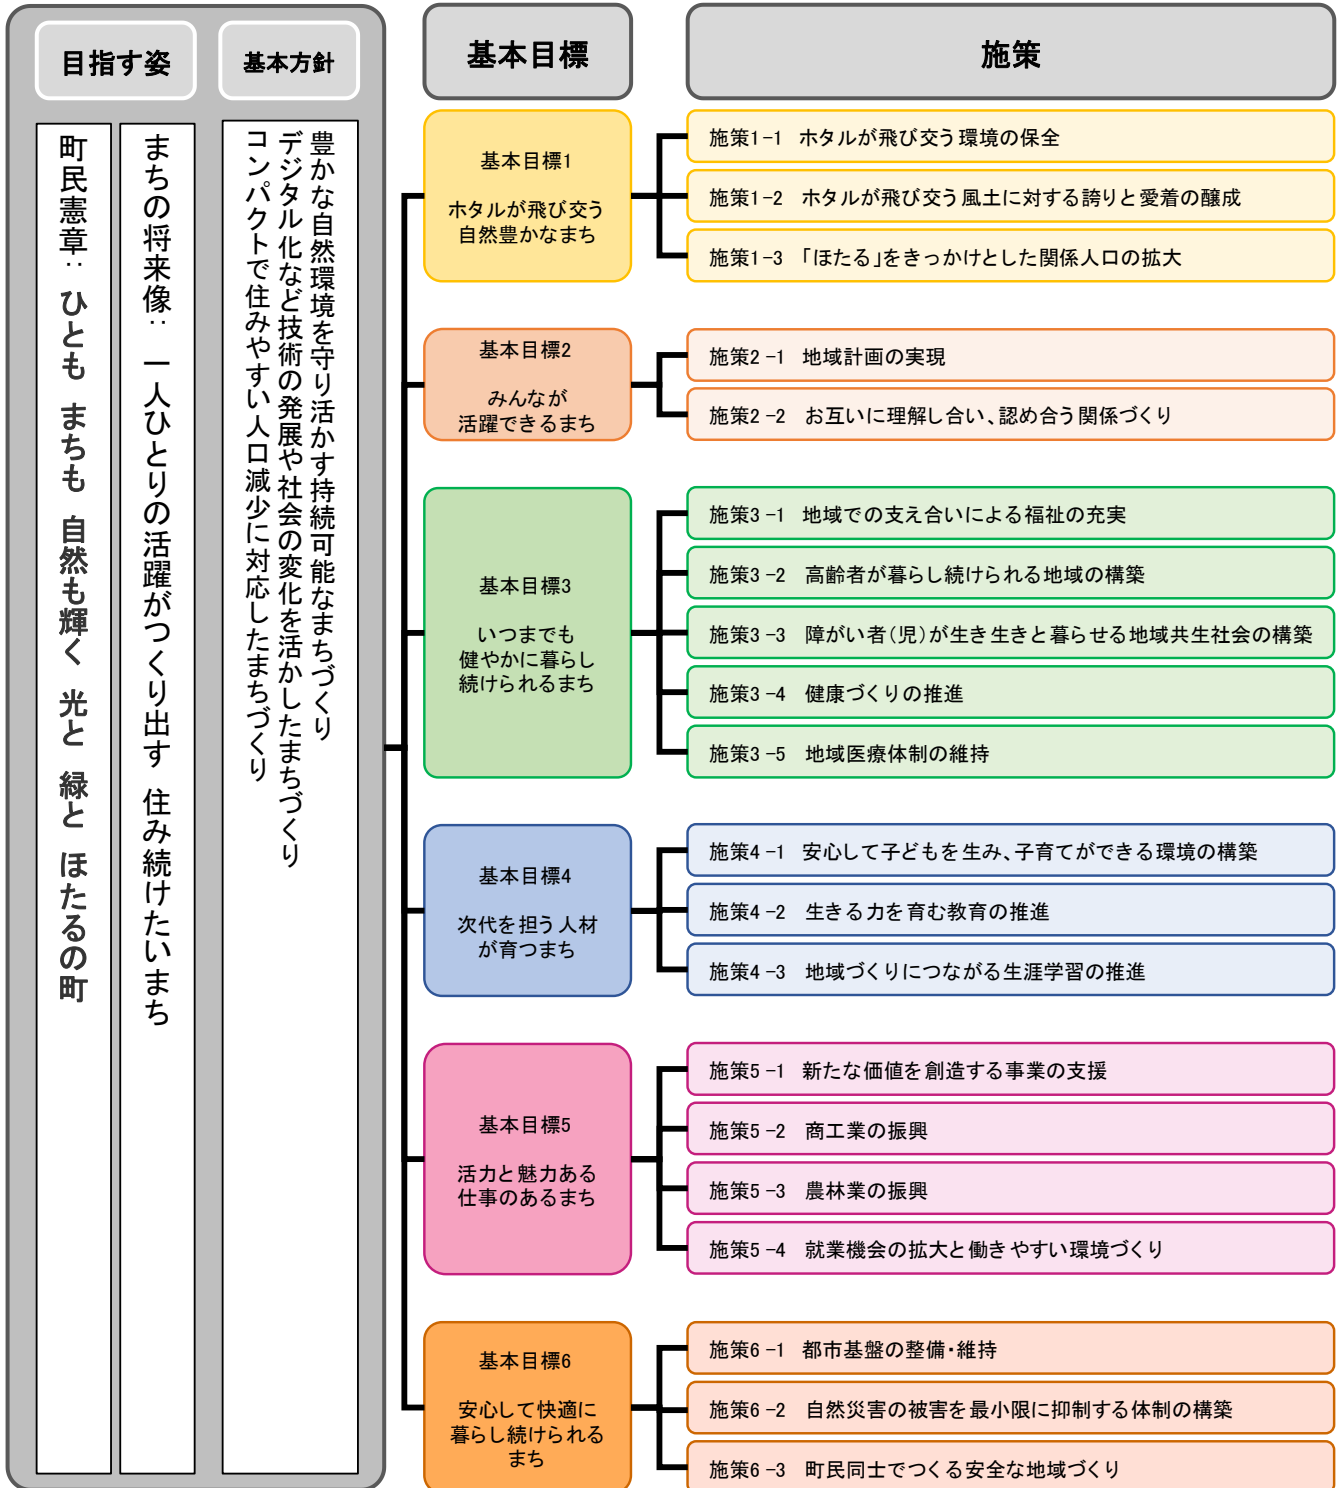 目指す姿
基本方針
基本目標
施策
町民憲章： ひとも まちも 自然も輝く 光と 緑と ほたるの町
まちの将来像： 一人ひとりの活躍がつくり出す 住み続けたいまち
豊かな自然環境を守り活かす持続可能なまちづくり
デジタル化など技術の発展や社会の変化を活かしたまちづくり
コンパクトで住みやすい人口減少に対応したまちづくり
基本目標1
ホタルが飛び交う
自然豊かなまち
施策1-1 ホタルが飛び交う環境の保全
施策1-2 ホタルが飛び交う風土に対する誇りと愛着の醸成
施策1-3 「ほたる」をきっかけとした関係人口の拡大
基本目標2
みんなが
活躍できるまち
施策2-1 地域計画の実現
施策2-2 お互いに理解し合い、認め合う関係づくり
基本目標3
いつまでも
健やかに暮らし
続けられるまち
施策3-1 地域での支え合いによる福祉の充実
施策3-2 高齢者が暮らし続けられる地域の構築
施策3-3 障がい者(児)が生き生きと暮らせる地域共生社会の構築
施策3-4 健康づくりの推進
施策3-5 地域医療体制の維持
基本目標4
次代を担う人材
が育つまち
施策4-1 安心して子どもを生み、子育てができる環境の構築
施策4-2 生きる力を育む教育の推進
施策4-3 地域づくりにつながる生涯学習の推進
基本目標5
活力と魅力ある
仕事のあるまち
施策5-1 新たな価値を創造する事業の支援
施策5-2 商工業の振興
施策5-3 農林業の振興
施策5-4 就業機会の拡大と働きやすい環境づくり
基本目標6
安心して快適に
暮らし続けられる
まち
施策6-1 都市基盤の整備・維持
施策6-2 自然災害の被害を最小限に抑制する体制の構築
施策6-3 町民同士でつくる安全な地域づくり